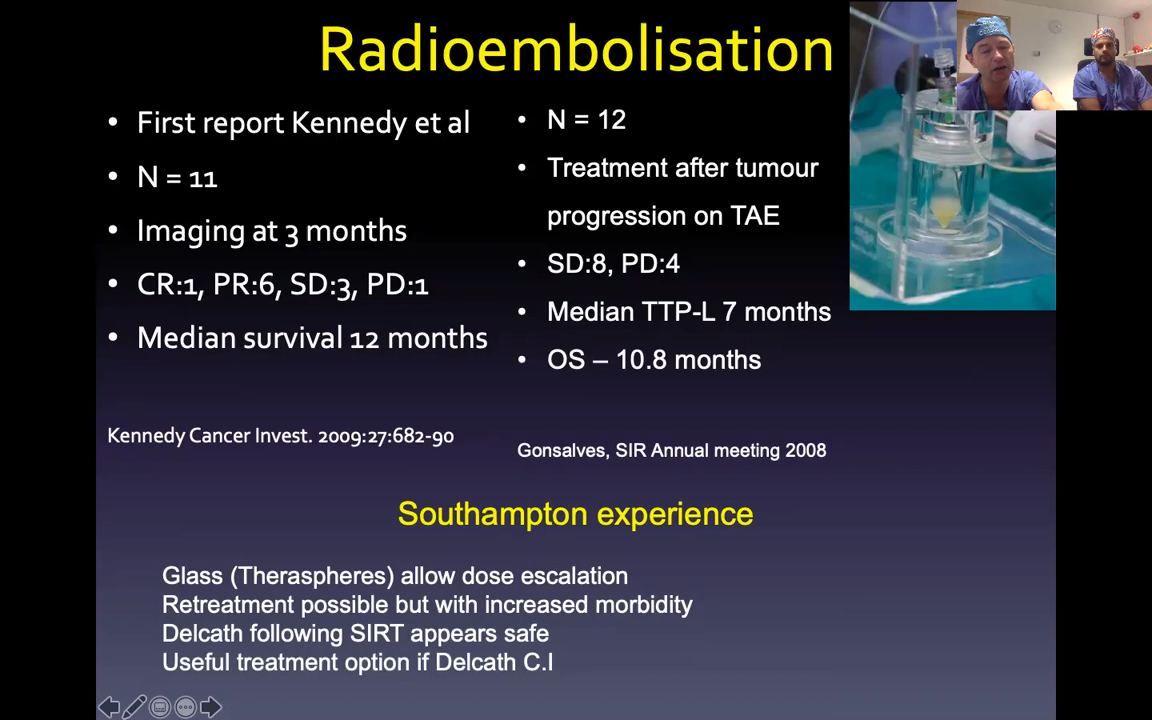 Radioembolisation
• First report Kennedy et al
• N = 11
• Imaging at 3 months
• CR:1, PR:6, SD:3, PD:1
• Median survival 12 months
Kennedy Cancer Invest. 2009:27:682-90
• N = 12
• Treatment after tumour
progression on TAE
• SD:8, PD:4
• Median TTP-L 7 months
• OS – 10.8 months
Gonsalves, SIR Annual meeting 2008
Southampton experience
Glass (Theraspheres) allow dose escalation
Retreatment possible but with increased morbidity
Delcath following SIRT appears safe
Useful treatment option if Delcath C.I